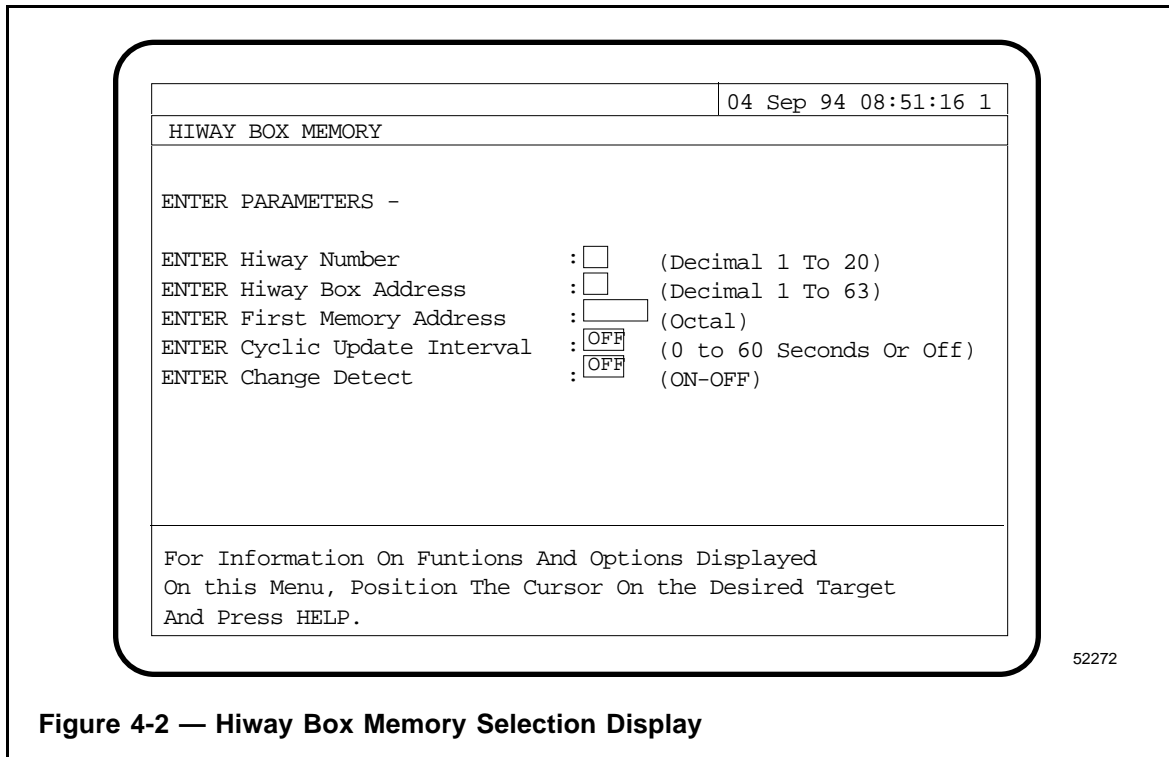 04 Sep 94 08:51:16 1
HIWAY BOX MEMORY
ENTER PARAMETERS -
ENTER Hiway Number : (Decimal 1 To 20)
ENTER Hiway Box Address : (Decimal 1 To 63)
ENTER First Memory Address : (Octal)
ENTER Cyclic Update Interval : OFF (0 to 60 Seconds Or Off)
ENTER Change Detect : OFF (ON-OFF)
For Information On Funtions And Options Displayed
On this Menu, Position The Cursor On the Desired Target
And Press HELP.
52272
Figure 4-2 — Hiway Box Memory Selection Display